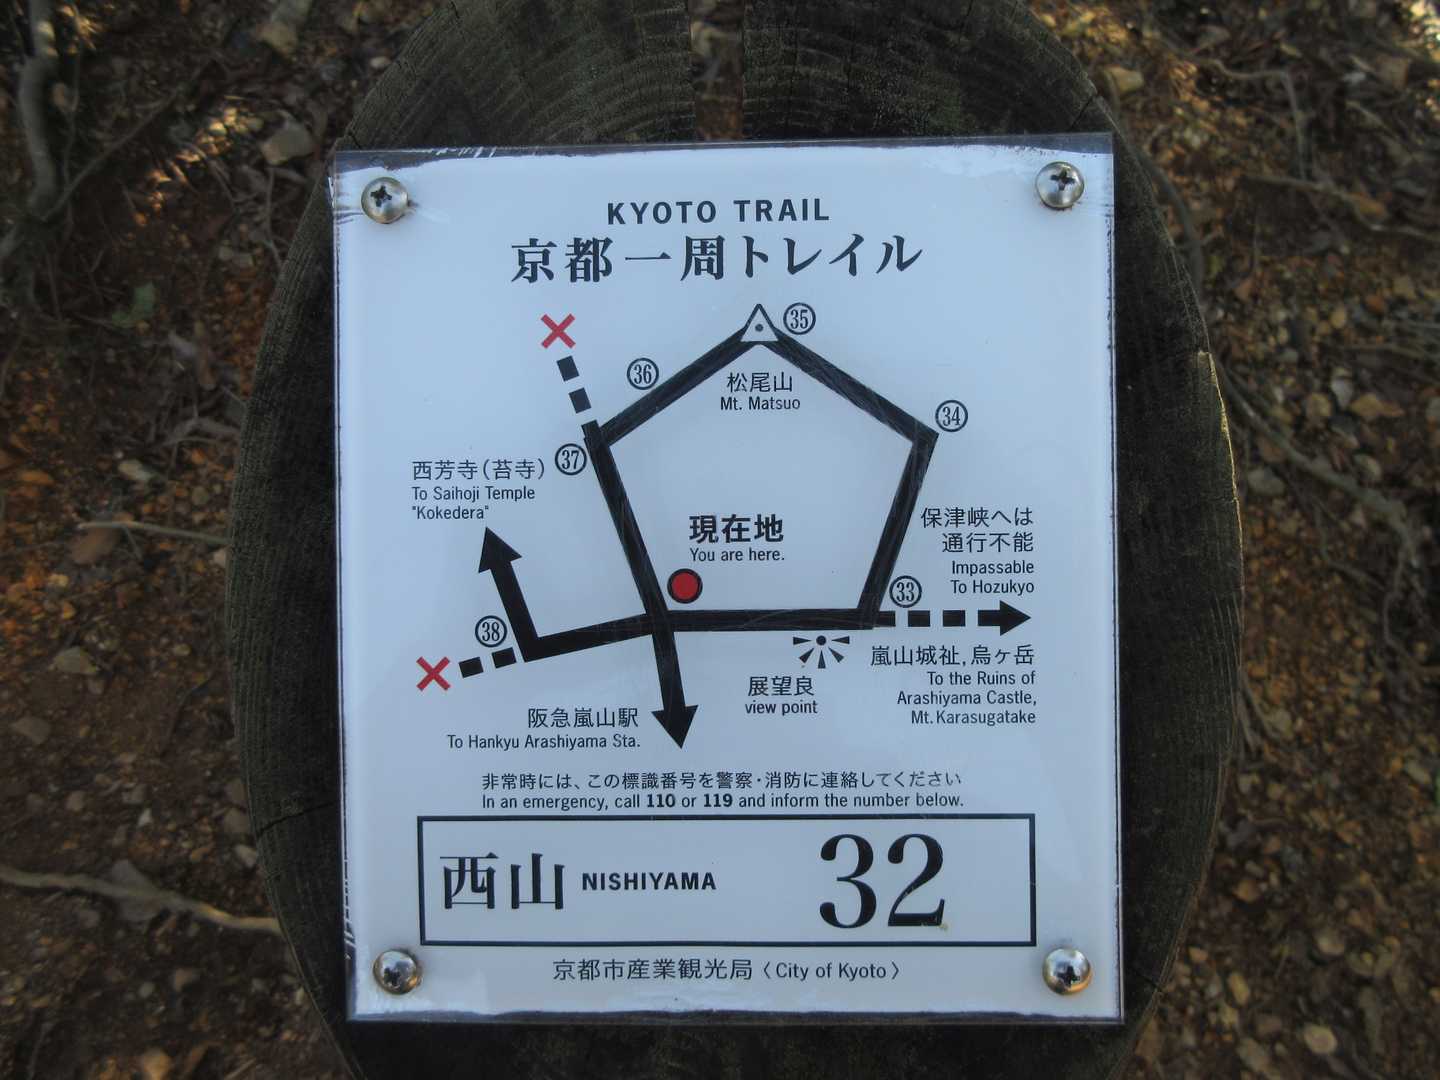 KYOTO TRAIL
京都一周トレイル
㉟
㊱
松尾山
Mt. Matsuo
㉞
㊲
西芳寺(苔寺)
To Saihoji Temple
"Kokedera"
現在地
You are here.
保津峡へは
通行不能
Impassable
To Hozukyo
㉝
㊳
展望良
view point
嵐山城祉,烏ヶ岳
To the Ruins of
Arashiyama Castle,
Mt.Karasugatake
阪急嵐山駅
To Hankyu Arashiyama Sta.
非常時には、この標識番号を警察・消防に連絡してください
In an emergency, call 110 or 119 and inform the number below.
西山 NISHIYAMA 32
京都市産業観光局〈City of Kyoto〉